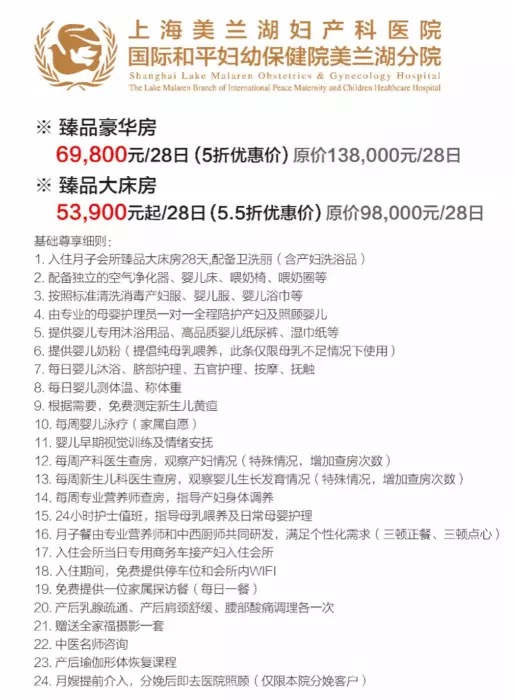 上海美兰湖妇产科医院
国际和平妇幼保健院美兰湖分院
Shanghai Lake Malaren Obstetrics & Gynecology Hospital
The Lake Malaren Branch of International Peace Maternity and Children Healthcare Hospital
※ 臻品豪华房
69,800元/28日（5折优惠价）原价138,000元/28日
※ 臻品大床房
53,900元起/28日（5.5折优惠价）原价98,000元/28日
基础尊享细则：
1. 入住月子会所臻品大床房28天,配备卫洗丽（含产妇洗浴品）
2. 配备独立的空气净化器、婴儿床、喂奶椅、喂奶圈等
3. 按照标准清洗消毒产妇服、婴儿服、婴儿浴巾等
4. 由专业的母婴护理员一对一全程陪护产妇及照顾婴儿
5. 提供婴儿专用沐浴用品、高品质婴儿纸尿裤、湿巾纸等
6. 提供婴儿奶粉（提倡纯母乳喂养，此条仅限母乳不足情况下使用）
7. 每日婴儿沐浴、脐部护理、五官护理、按摩、抚触
8. 每日婴儿测体温、称体重
9. 根据需要，免费测定新生儿黄疸
10. 每周婴儿泳疗（家属自愿）
11. 婴儿早期视觉训练及情绪安抚
12. 每周产科医生查房，观察产妇情况（特殊情况，增加查房次数）
13. 每周新生儿科医生查房，观察婴儿生长发育情况（特殊情况，增加查房次数）
14. 每周专业营养师查房，指导产妇身体调养
15. 24小时护士值班，指导母乳喂养及日常母婴护理
16. 月子餐由专业营养师和中西厨师共同研发，满足个性化需求（三顿正餐、三顿点心）
17. 入住会所当日专用商务车接产妇入住会所
18. 入住期间，免费提供停车位和会所内WIFI
19. 免费提供一位家属探访餐（每日一餐）
20. 产后乳腺疏通、产后肩颈舒缓、腰部酸痛调理各一次
21. 赠送全家福摄影一套
22. 中医名师咨询
23. 产后瑜伽形体恢复课程
24. 月嫂提前介入，分娩后即去医院照顾（仅限本院分娩客户）